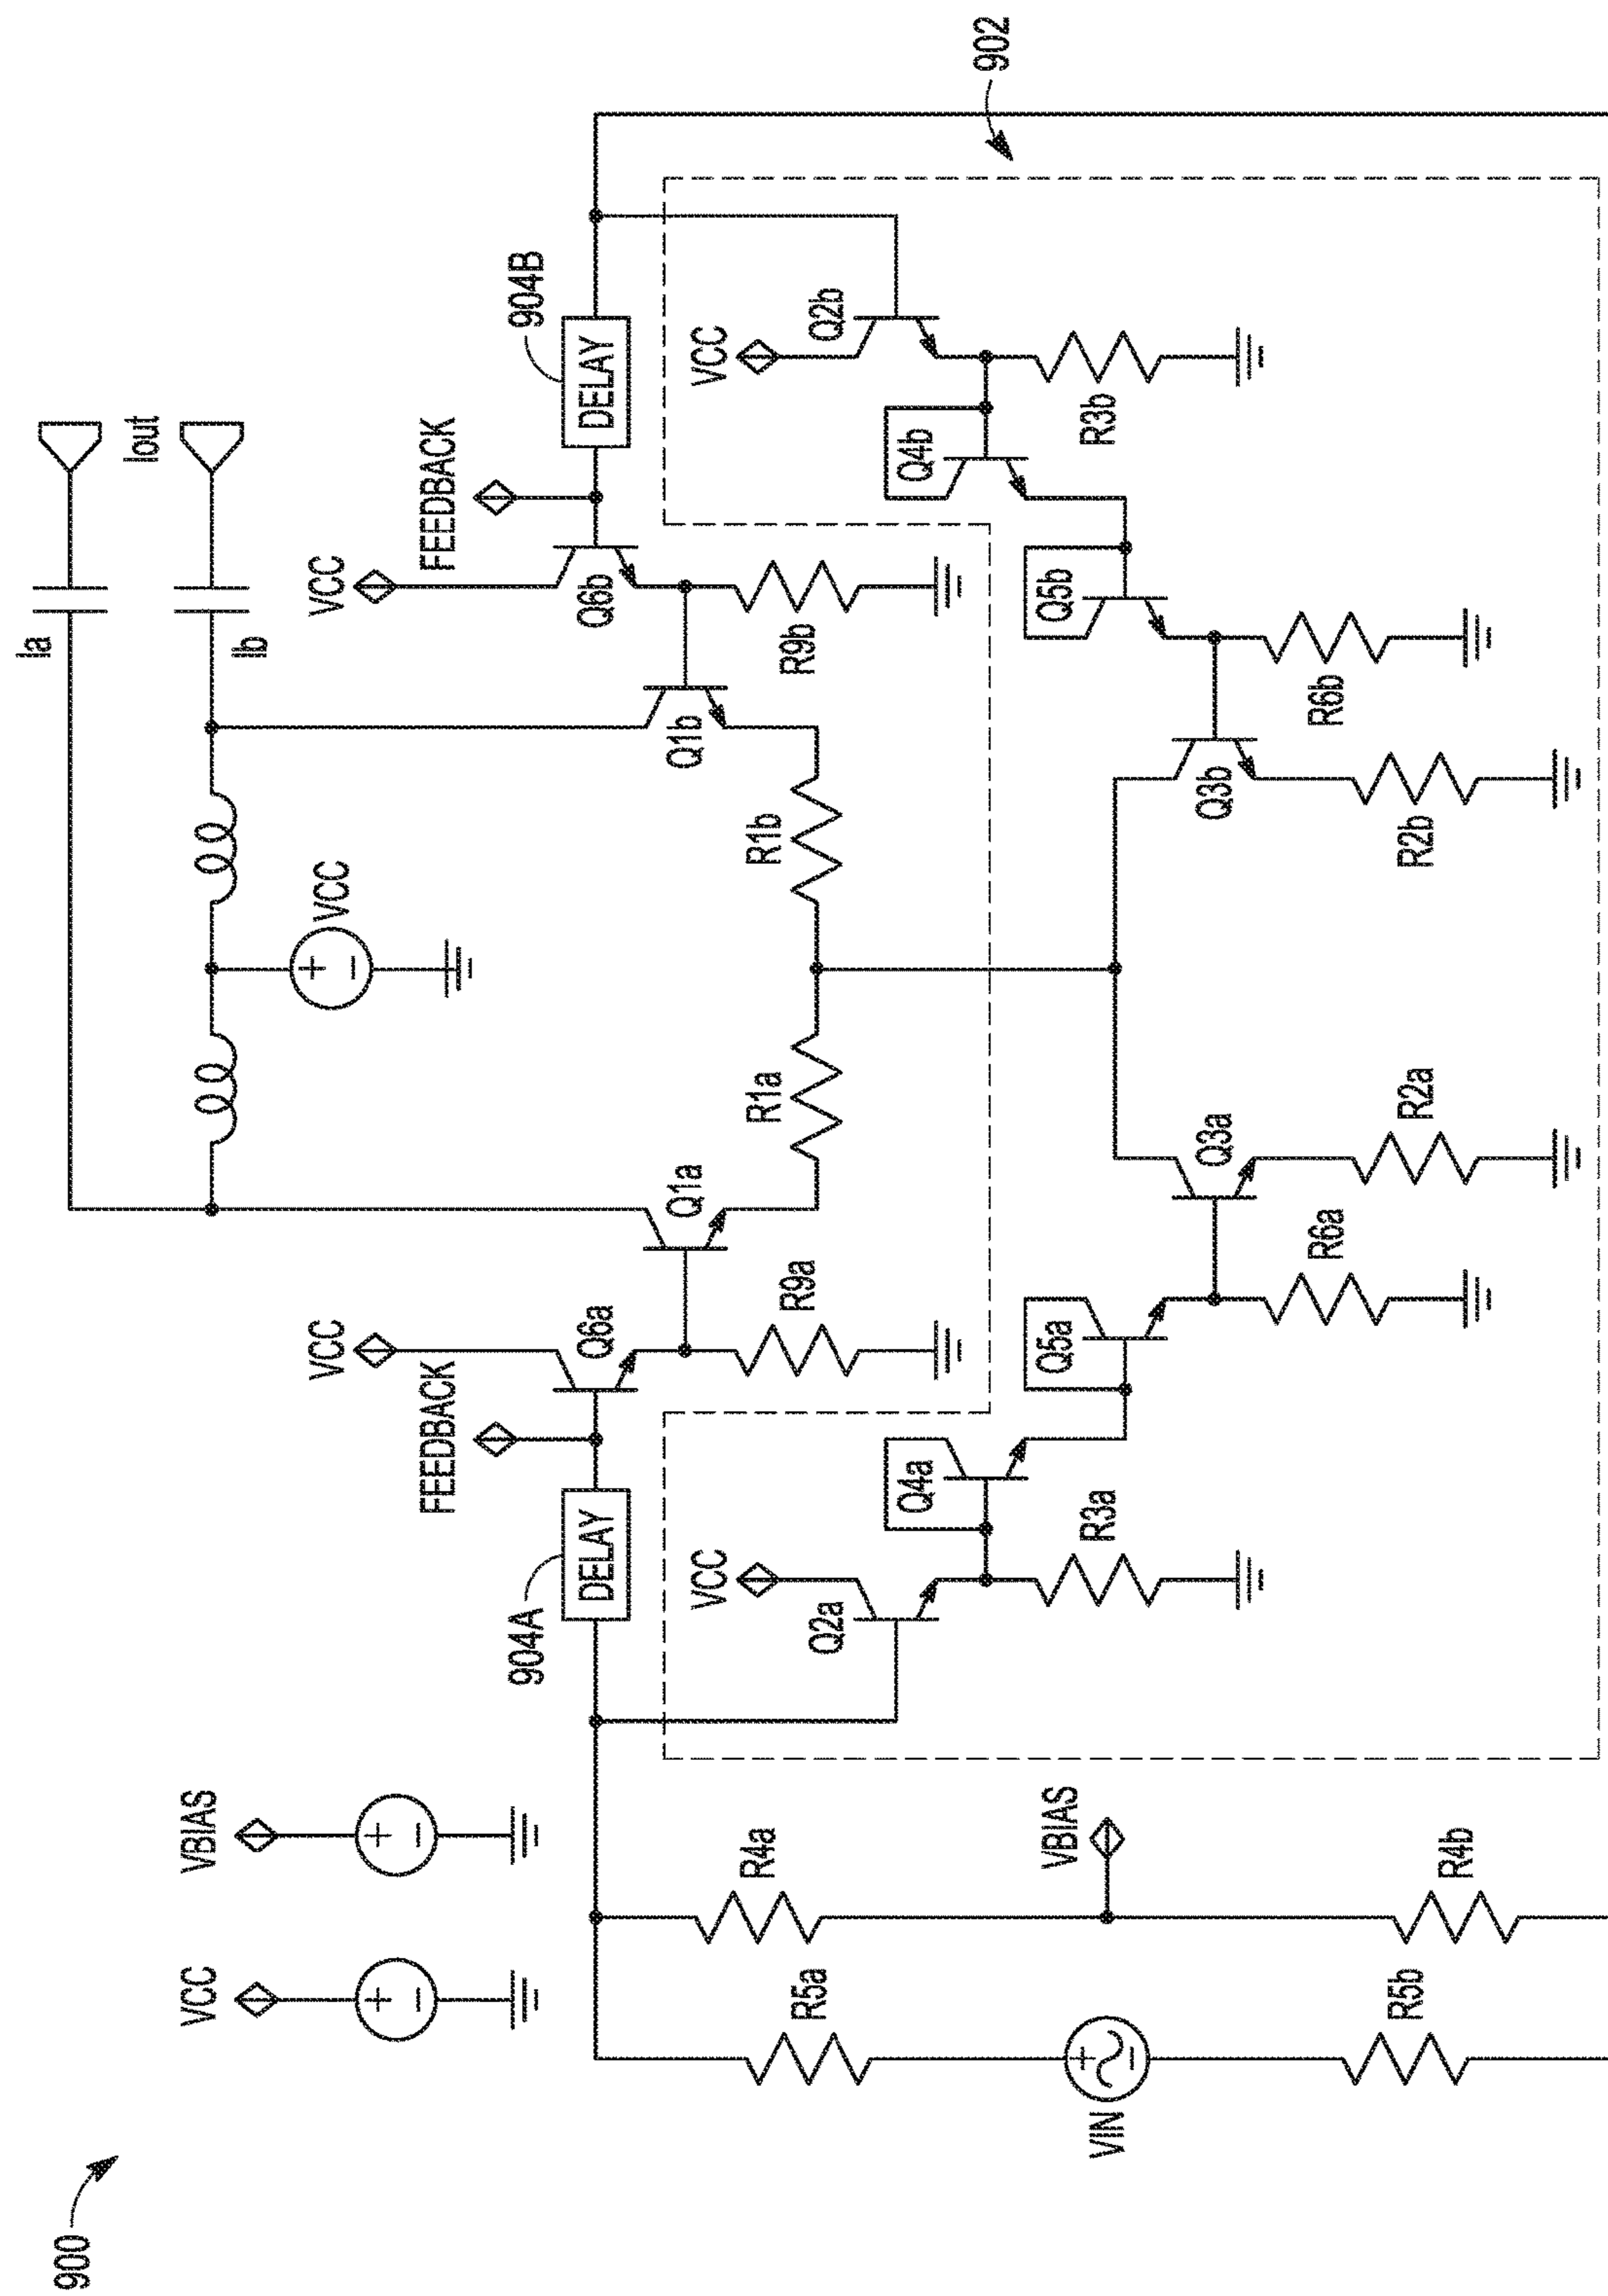 900
VCC
VBIAS
VIN
R5a
R5b
R4a
VBIAS
R4b
904A
DELAY
FEEDBACK
VCC
Q6a
R9a
Q1a
R1a
VCC
R1b
Q1b
Q6b
R9b
VCC
FEEDBACK
904B
DELAY
Ia
Ib
Iout
902
VCC
Q2a
R3a
Q4a
Q5a
R6a
Q3a
R2a
Q3b
R2b
R6b
Q5b
Q4b
R3b
VCC
Q2b